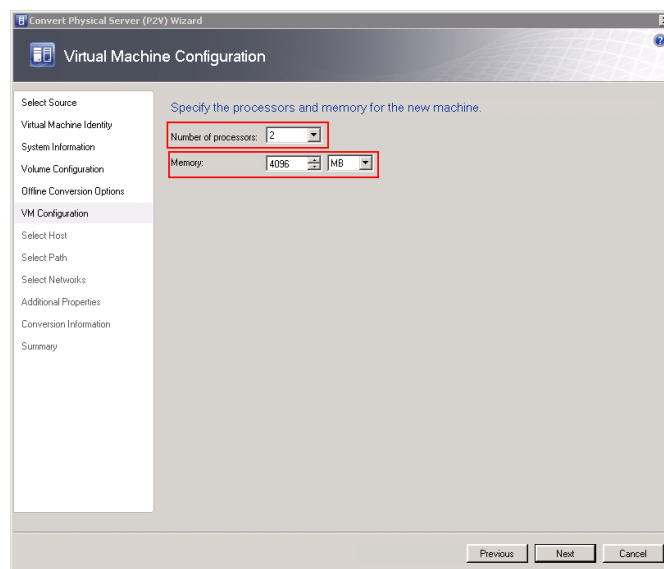 Convert Physical Server (P2V) Wizard
Virtual Machine Configuration
Select Source
Virtual Machine Identity
System Information
Volume Configuration
Offline Conversion Options
VM Configuration
Select Host
Select Path
Select Networks
Additional Properties
Conversion Information
Summary
Specify the processors and memory for the new machine.
Number of processors: 2
Memory: 4096 MB
Previous Next Cancel